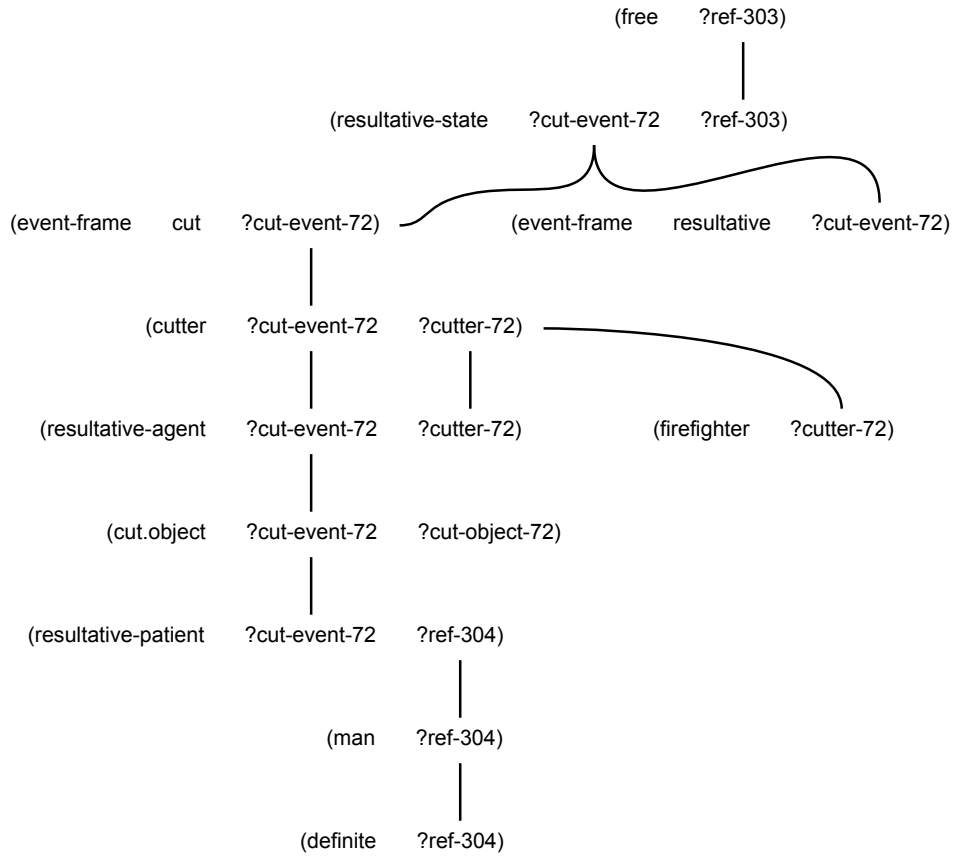 (free ?ref-303)
(resultative-state ?cut-event-72 ?ref-303)
(event-frame cut ?cut-event-72) (event-frame resultative ?cut-event-72)
(cutter ?cut-event-72 ?cutter-72)
(resultative-agent ?cut-event-72 ?cutter-72) (firefighter ?cutter-72)
(cut.object ?cut-event-72 ?cut-object-72)
(resultative-patient ?cut-event-72 ?ref-304)
(man ?ref-304)
(definite ?ref-304)